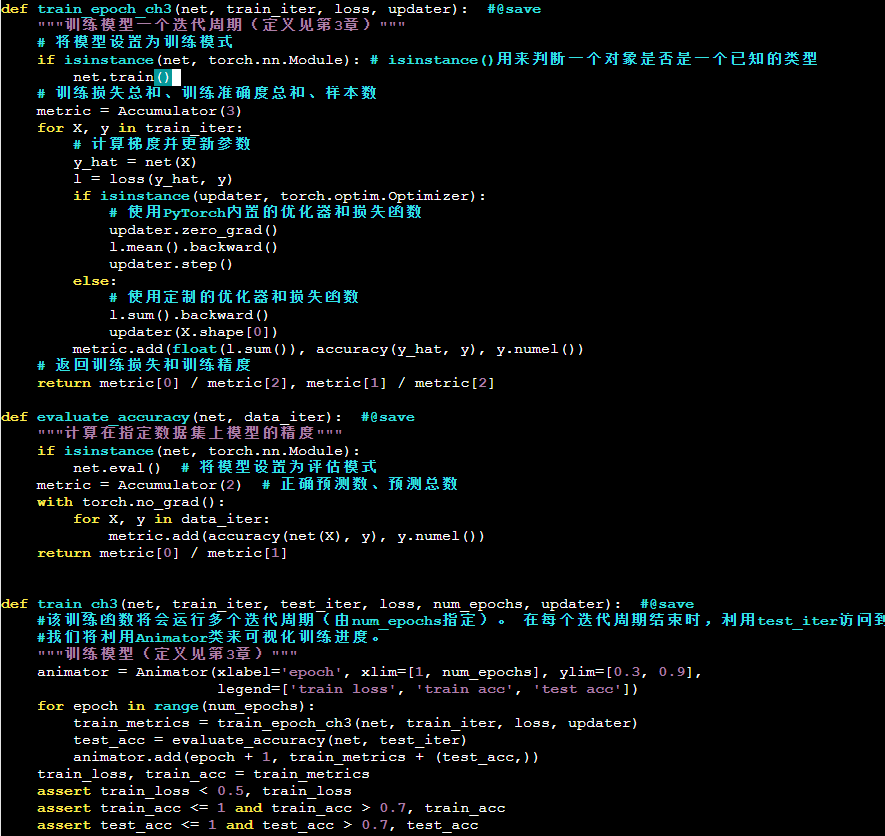 def train_epoch_ch3(net, train_iter, loss, updater):  #@save
    """训练模型一个迭代周期（定义见第3章）"""
    # 将模型设置为训练模式
    if isinstance(net, torch.nn.Module): # isinstance()用来判断一个对象是否是一个已知的类型
        net.train()
    # 训练损失总和、训练准确度总和、样本数
    metric = Accumulator(3)
    for X, y in train_iter:
        # 计算梯度并更新参数
        y_hat = net(X)
        l = loss(y_hat, y)
        if isinstance(updater, torch.optim.Optimizer):
            # 使用PyTorch内置的优化器和损失函数
            updater.zero_grad()
            l.mean().backward()
            updater.step()
        else:
            # 使用定制的优化器和损失函数
            l.sum().backward()
            updater(X.shape[0])
        metric.add(float(l.sum()), accuracy(y_hat, y), y.numel())
    # 返回训练损失和训练精度
    return metric[0] / metric[2], metric[1] / metric[2]

def evaluate_accuracy(net, data_iter):  #@save
    """计算在指定数据集上模型的精度"""
    if isinstance(net, torch.nn.Module):
        net.eval()  # 将模型设置为评估模式
    metric = Accumulator(2)  # 正确预测数、预测总数
    with torch.no_grad():
        for X, y in data_iter:
            metric.add(accuracy(net(X), y), y.numel())
    return metric[0] / metric[1]


def train_ch3(net, train_iter, test_iter, loss, num_epochs, updater):  #@save
    #该训练函数将会运行多个迭代周期（由num_epochs指定）。 在每个迭代周期结束时，利用test_iter访问到
    #我们将利用Animator类来可视化训练进度。
    """训练模型（定义见第3章）"""
    animator = Animator(xlabel='epoch', xlim=[1, num_epochs], ylim=[0.3, 0.9],
                        legend=['train loss', 'train acc', 'test acc'])
    for epoch in range(num_epochs):
        train_metrics = train_epoch_ch3(net, train_iter, loss, updater)
        test_acc = evaluate_accuracy(net, test_iter)
        animator.add(epoch + 1, train_metrics + (test_acc,))
    train_loss, train_acc = train_metrics
    assert train_loss < 0.5, train_loss
    assert train_acc <= 1 and train_acc > 0.7, train_acc
    assert test_acc <= 1 and test_acc > 0.7, test_acc